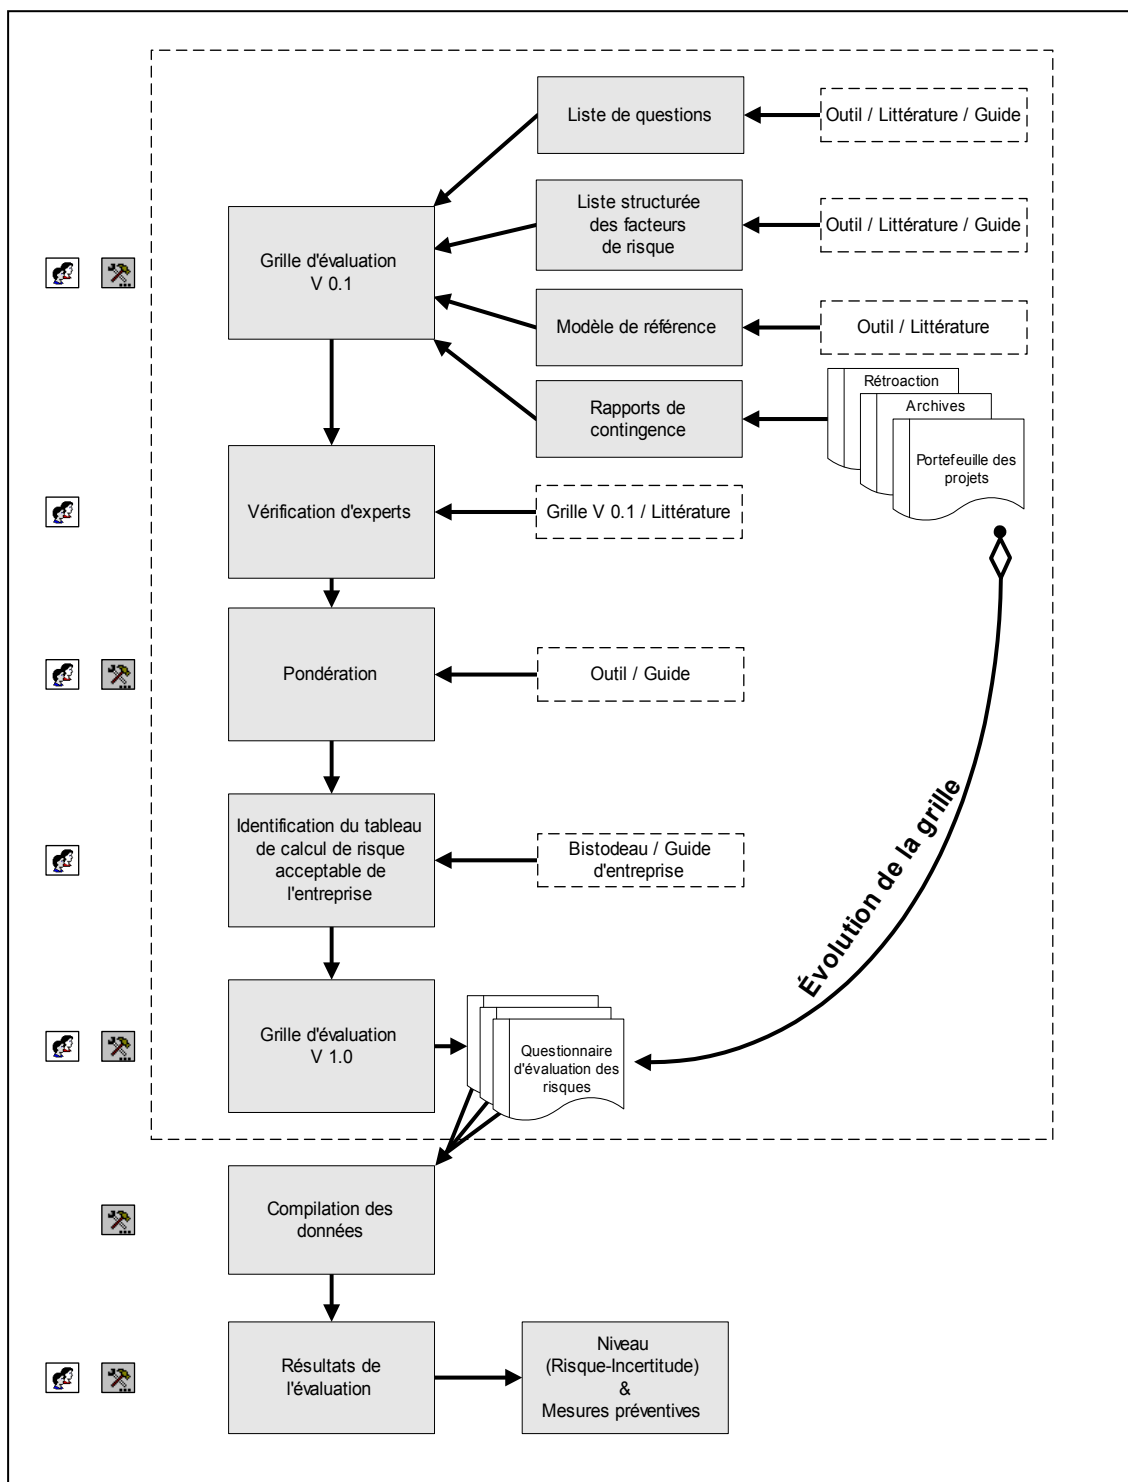 Liste de questions
Outil / Littérature / Guide
Liste structurée
des facteurs
de risque
Outil / Littérature / Guide
Grille d'évaluation
V 0.1
Modèle de référence
Outil / Littérature
Rapports de
contingence
Rétroaction
Archives
Portefeuille des
projets
Vérification d'experts
Grille V 0.1 / Littérature
Pondération
Outil / Guide
Identification du tableau
de calcul de risque
acceptable de
l'entreprise
Bistodeau / Guide
d'entreprise
Évolution de la grille
Grille d'évaluation
V 1.0
Questionnaire
d'évaluation des
risques
Compilation des
données
Résultats de
l'évaluation
Niveau
(Risque-Incertitude)
&
Mesures préventives